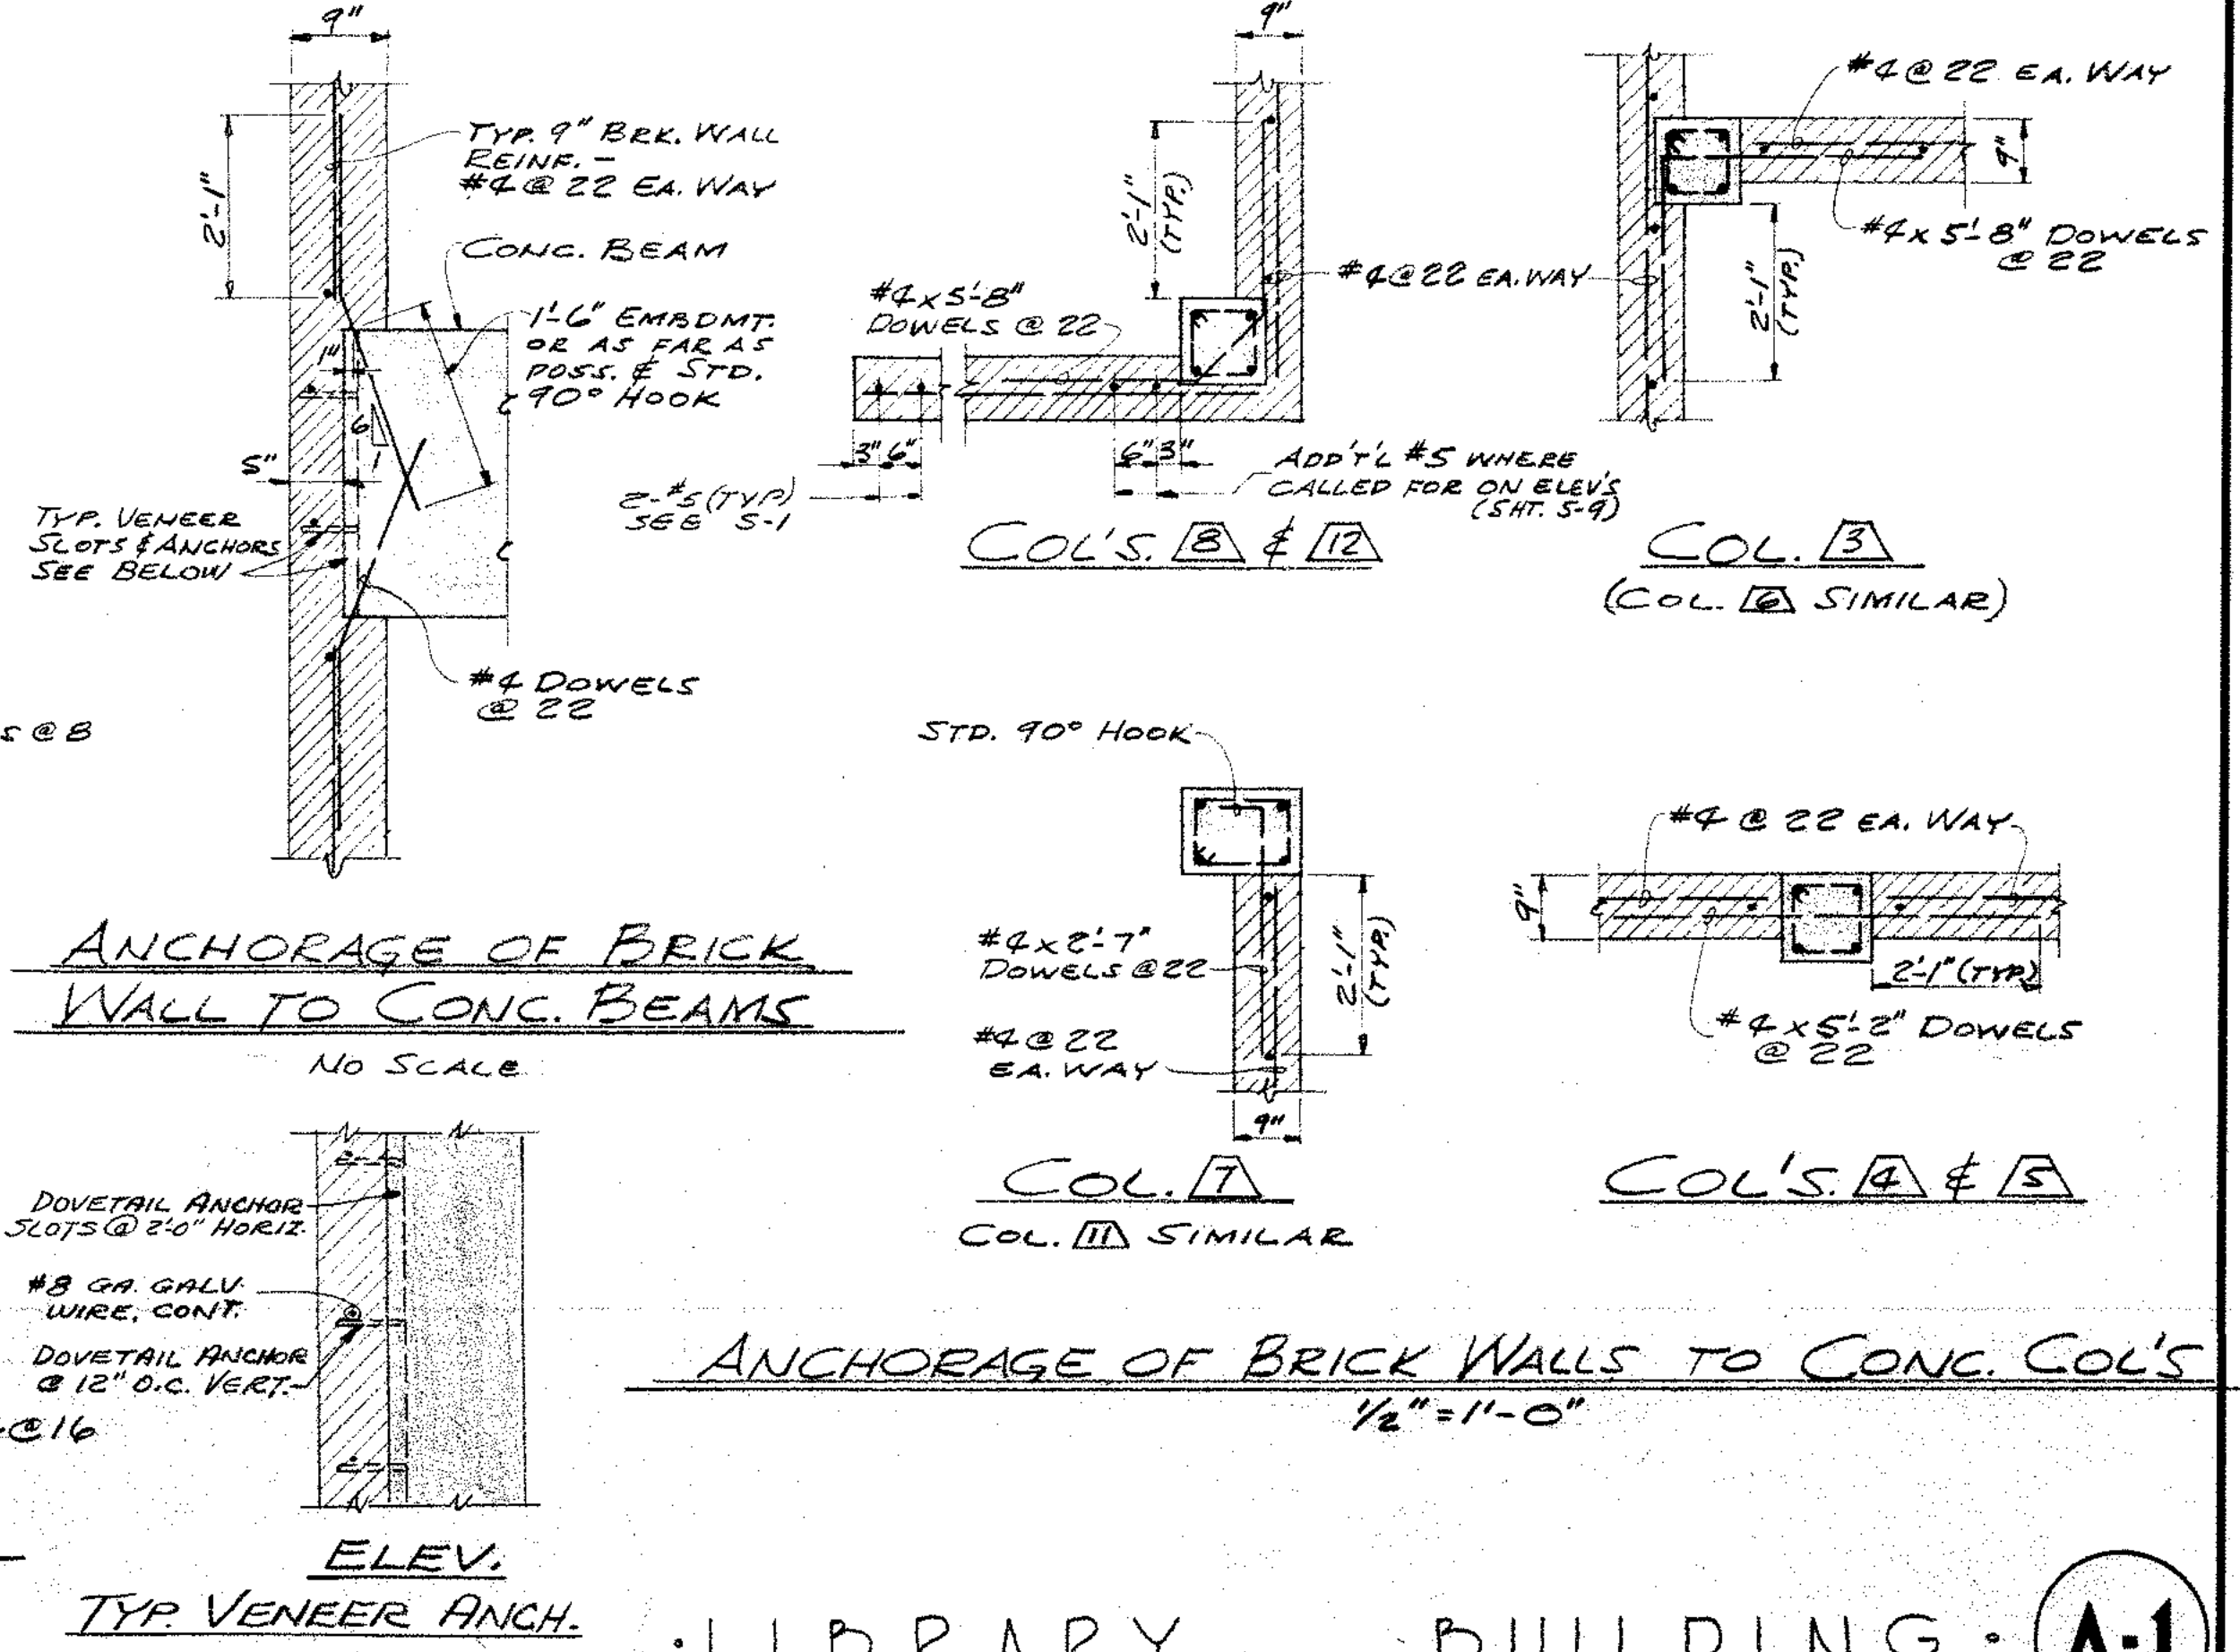 9"
TYP. 9" BRK. WALL
REINF. -
#4 @ 22 EA. WAY
2'-1"
CONC. BEAM
1'-6" EMBDMT.
OR AS FAR AS
POSS. & STD.
90° HOOK
1"
6
1
5"
TYP. VENEER
SLOTS & ANCHORS
SEE BELOW
#4 DOWELS
@ 22
S @ 8
ANCHORAGE OF BRICK
WALL TO CONC. BEAMS
NO SCALE
9"
2'-1"
(TYP.)
#4 x 5'-8"
DOWELS @ 22
#4 @ 22 EA. WAY
3" 6"
6" 3"
2-#5 (TYP)
SEE S-1
ADD'T'L #5 WHERE
CALLED FOR ON ELEV'S
(SHT. S-9)
COL'S. 8 & 12
#4 @ 22 EA. WAY
9"
#4 x 5'-8" DOWELS
@ 22
2'-1"
(TYP.)
COL. 3
(COL. 6 SIMILAR)
STD. 90° HOOK
#4 x 2'-7"
DOWELS @ 22
2'-1"
(TYP.)
#4 @ 22
EA. WAY
9"
COL. 7
COL. 11 SIMILAR
#4 @ 22 EA. WAY
9"
2'-1" (TYP.)
#4 x 5'-2" DOWELS
@ 22
COL'S. 4 & 5
DOVETAIL ANCHOR
SLOTS @ 2'-0" HORIZ.
#8 GA. GALV.
WIRE, CONT.
DOVETAIL ANCHOR
@ 12" O.C. VERT.
@ 16
ELEV.
TYP. VENEER ANCH.
ANCHORAGE OF BRICK WALLS TO CONC. COL'S
1/2" = 1'-0"
· LIBRARY BUILDING ·
A-1